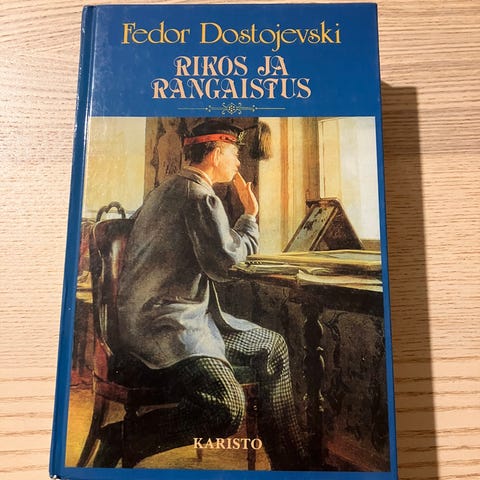 Fedor Dostojevski
RIKOS JA
RANGAISTUS
KARISTO